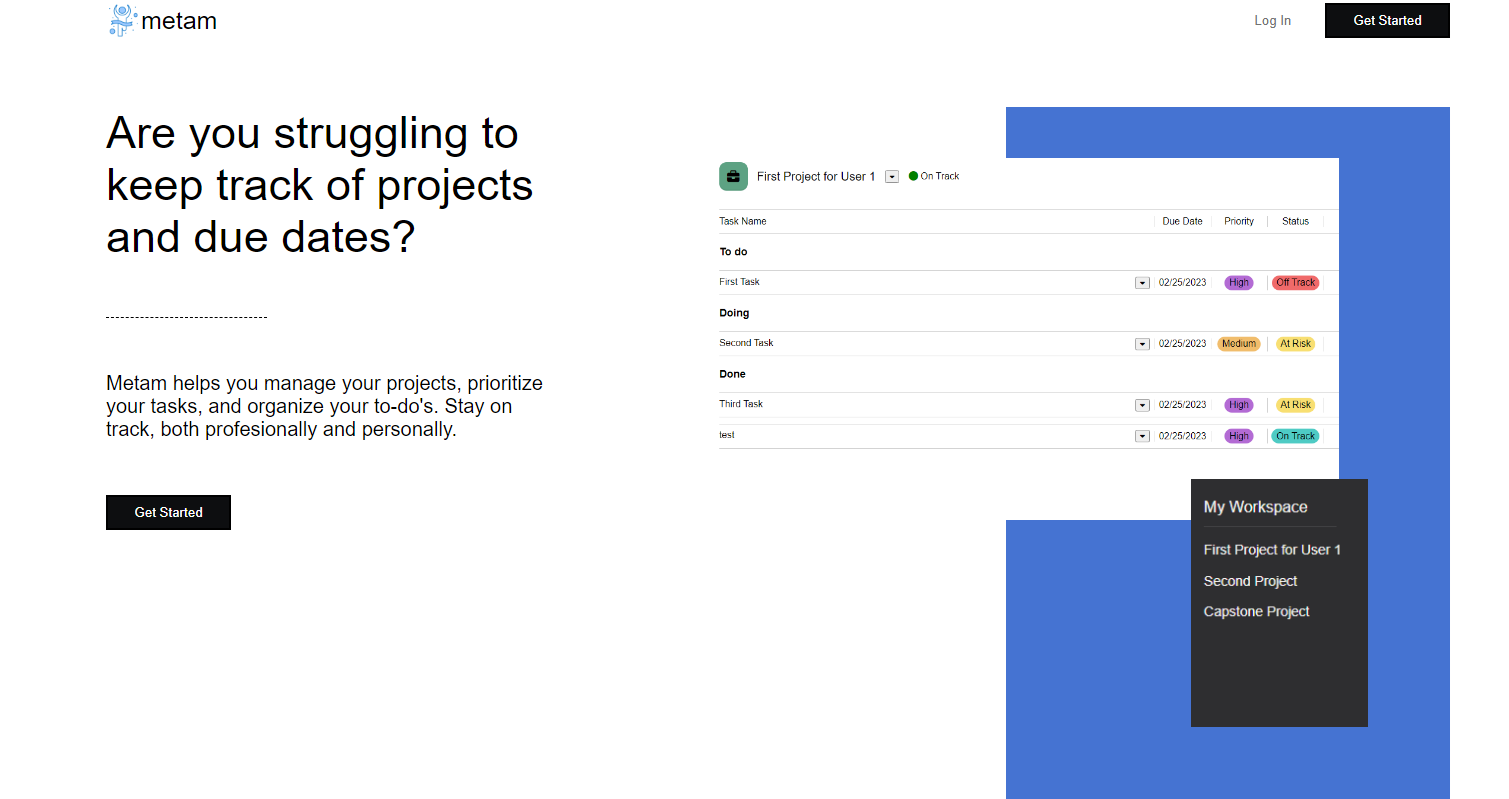 metam
Log In
Get Started
Are you struggling to
keep track of projects
and due dates?
Metam helps you manage your projects, prioritize
your tasks, and organize your to-do's. Stay on
track, both profesionally and personally.
Get Started
First Project for User 1 On Track
Task Name Due Date Priority Status
To do
First Task 02/25/2023 High Off Track
Doing
Second Task 02/25/2023 Medium At Risk
Done
Third Task 02/25/2023 High At Risk
test 02/25/2023 High On Track
My Workspace
First Project for User 1
Second Project
Capstone Project